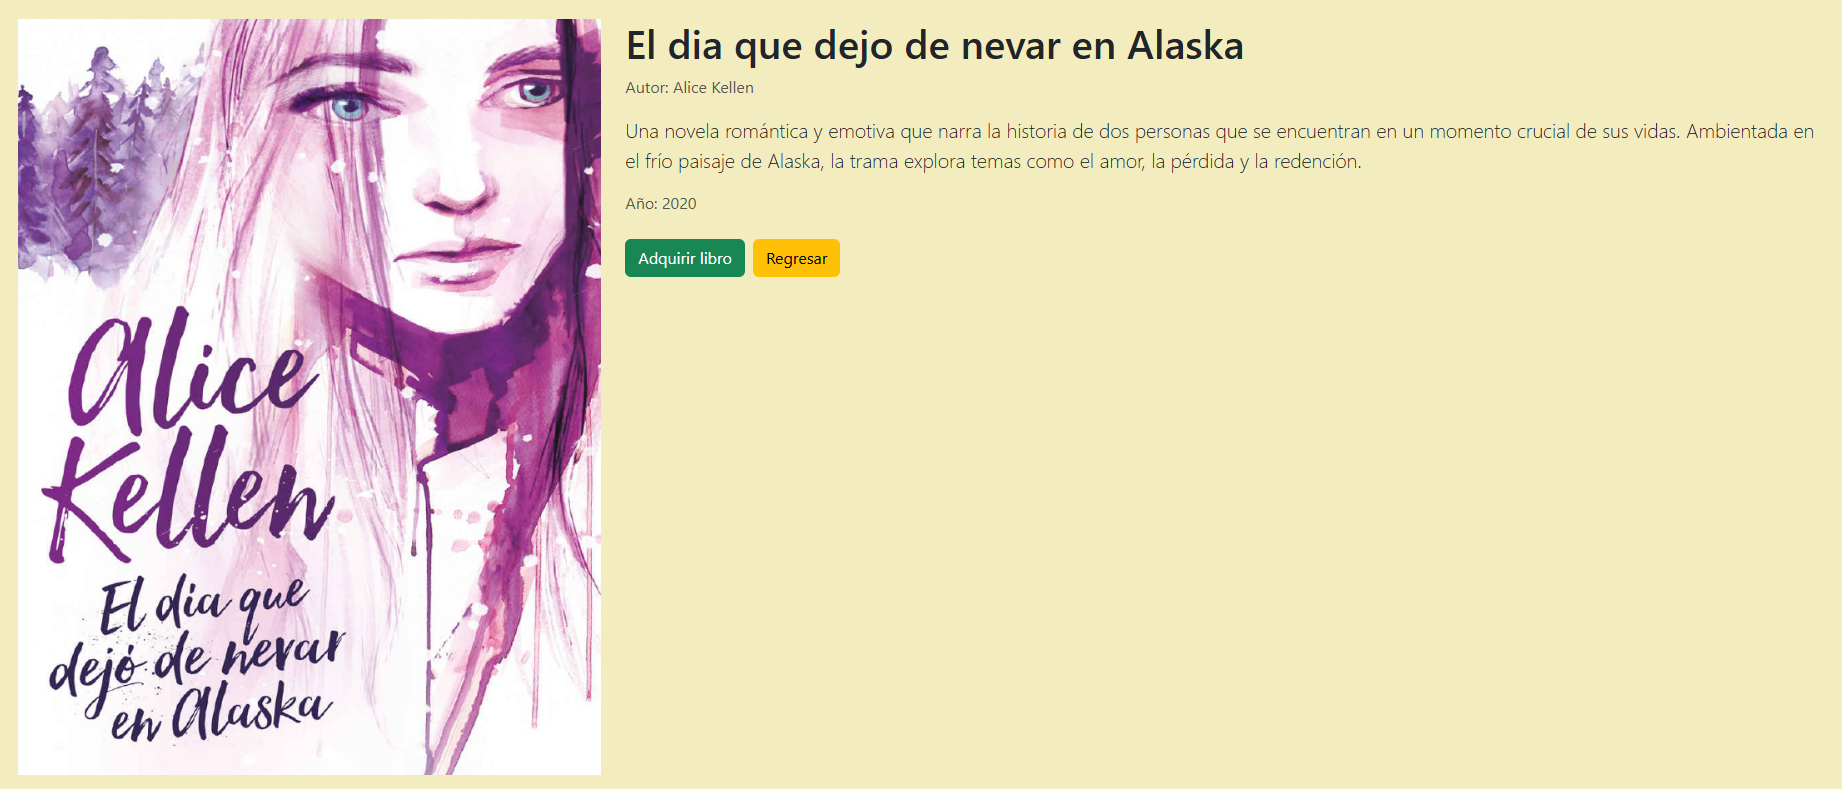 Alice
Kellen
El día que
dejó de nevar
en Alaska
El dia que dejo de nevar en Alaska
Autor: Alice Kellen
Una novela romántica y emotiva que narra la historia de dos personas que se encuentran en un momento crucial de sus vidas. Ambientada en
el frío paisaje de Alaska, la trama explora temas como el amor, la pérdida y la redención.
Año: 2020
Adquirir libro
Regresar